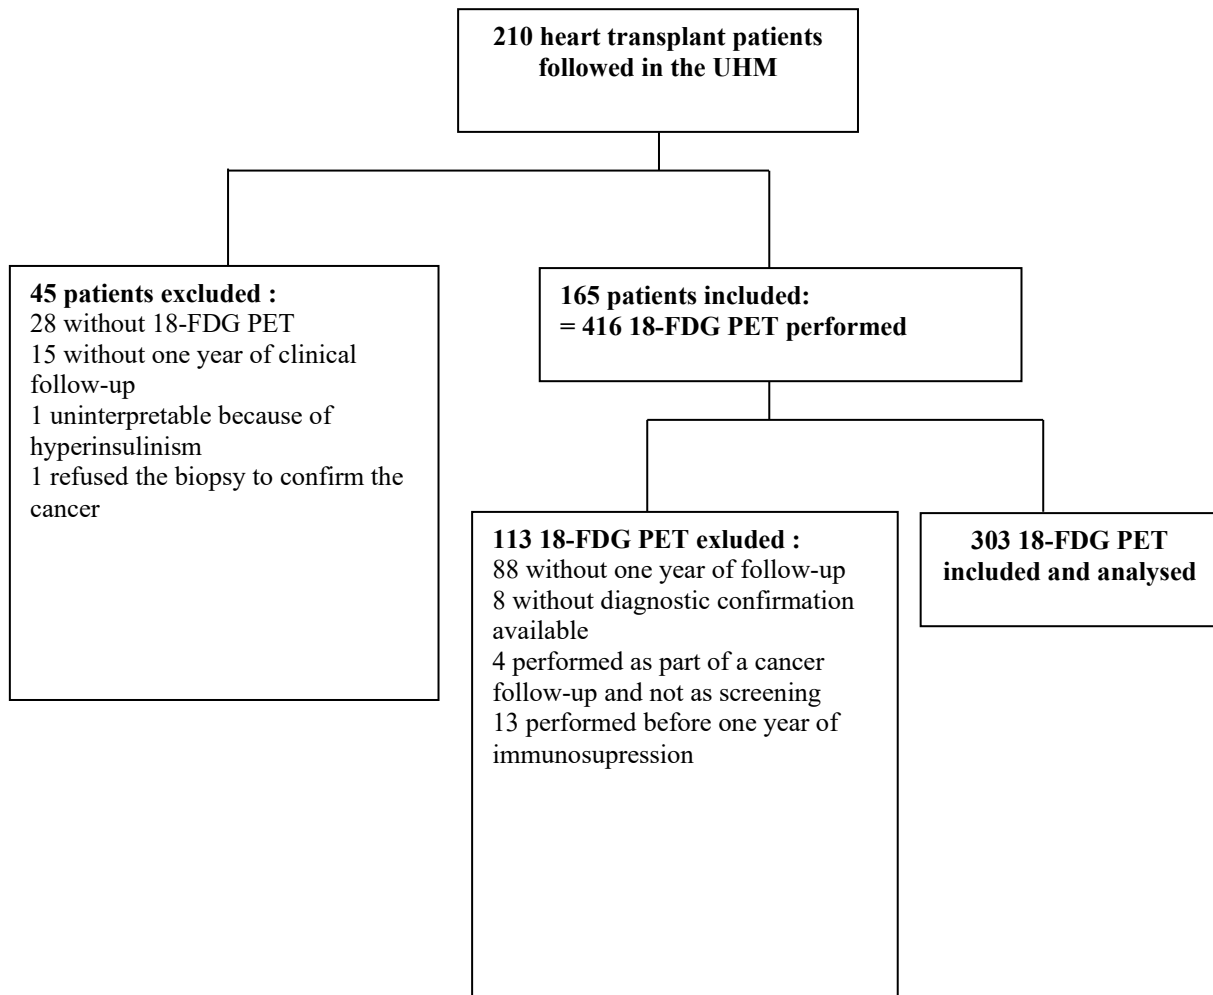 210 heart transplant patients
followed in the UHM
45 patients excluded :
28 without 18-FDG PET
15 without one year of clinical
follow-up
1 uninterpretable because of
hyperinsulinism
1 refused the biopsy to confirm the
cancer
165 patients included:
= 416 18-FDG PET performed
113 18-FDG PET exluded :
88 without one year of follow-up
8 without diagnostic confirmation
available
4 performed as part of a cancer
follow-up and not as screening
13 performed before one year of
immunosupression
303 18-FDG PET
included and analysed